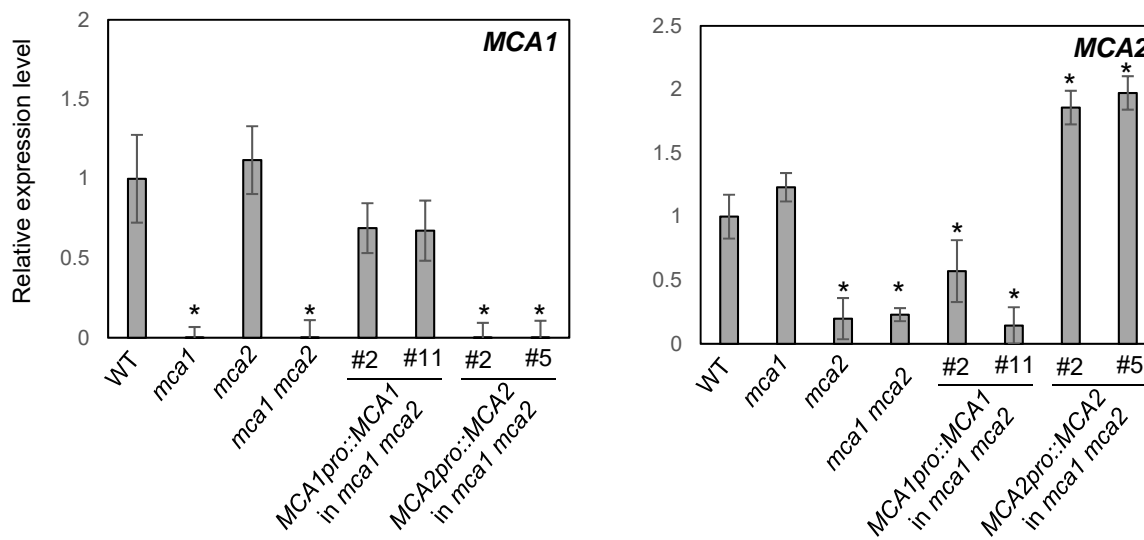 MCA1
Relative expression level
2
1.5
1
0.5
0
* * * *
WT
mca1
mca2
mca1 mca2
#2 #11 #2 #5
MCA1pro::MCA1
in mca1 mca2
MCA2pro::MCA2
in mca1 mca2
MCA2
2.5
2
1.5
1
0.5
0
* * * * * *
WT
mca1
mca2
mca1 mca2
#2 #11 #2 #5
MCA1pro::MCA1
in mca1 mca2
MCA2pro::MCA2
in mca1 mca2